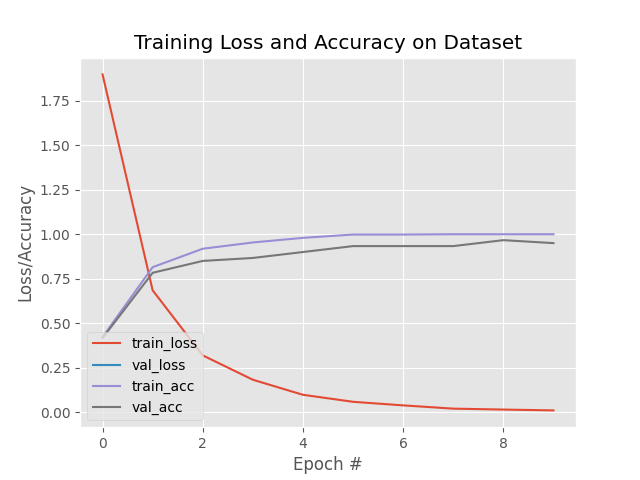 Training Loss and Accuracy on Dataset
Loss/Accuracy
1.75
1.50
1.25
1.00
0.75
0.50
0.25
0.00
train_loss
val_loss
train_acc
val_acc
0 2 4 6 8
Epoch #